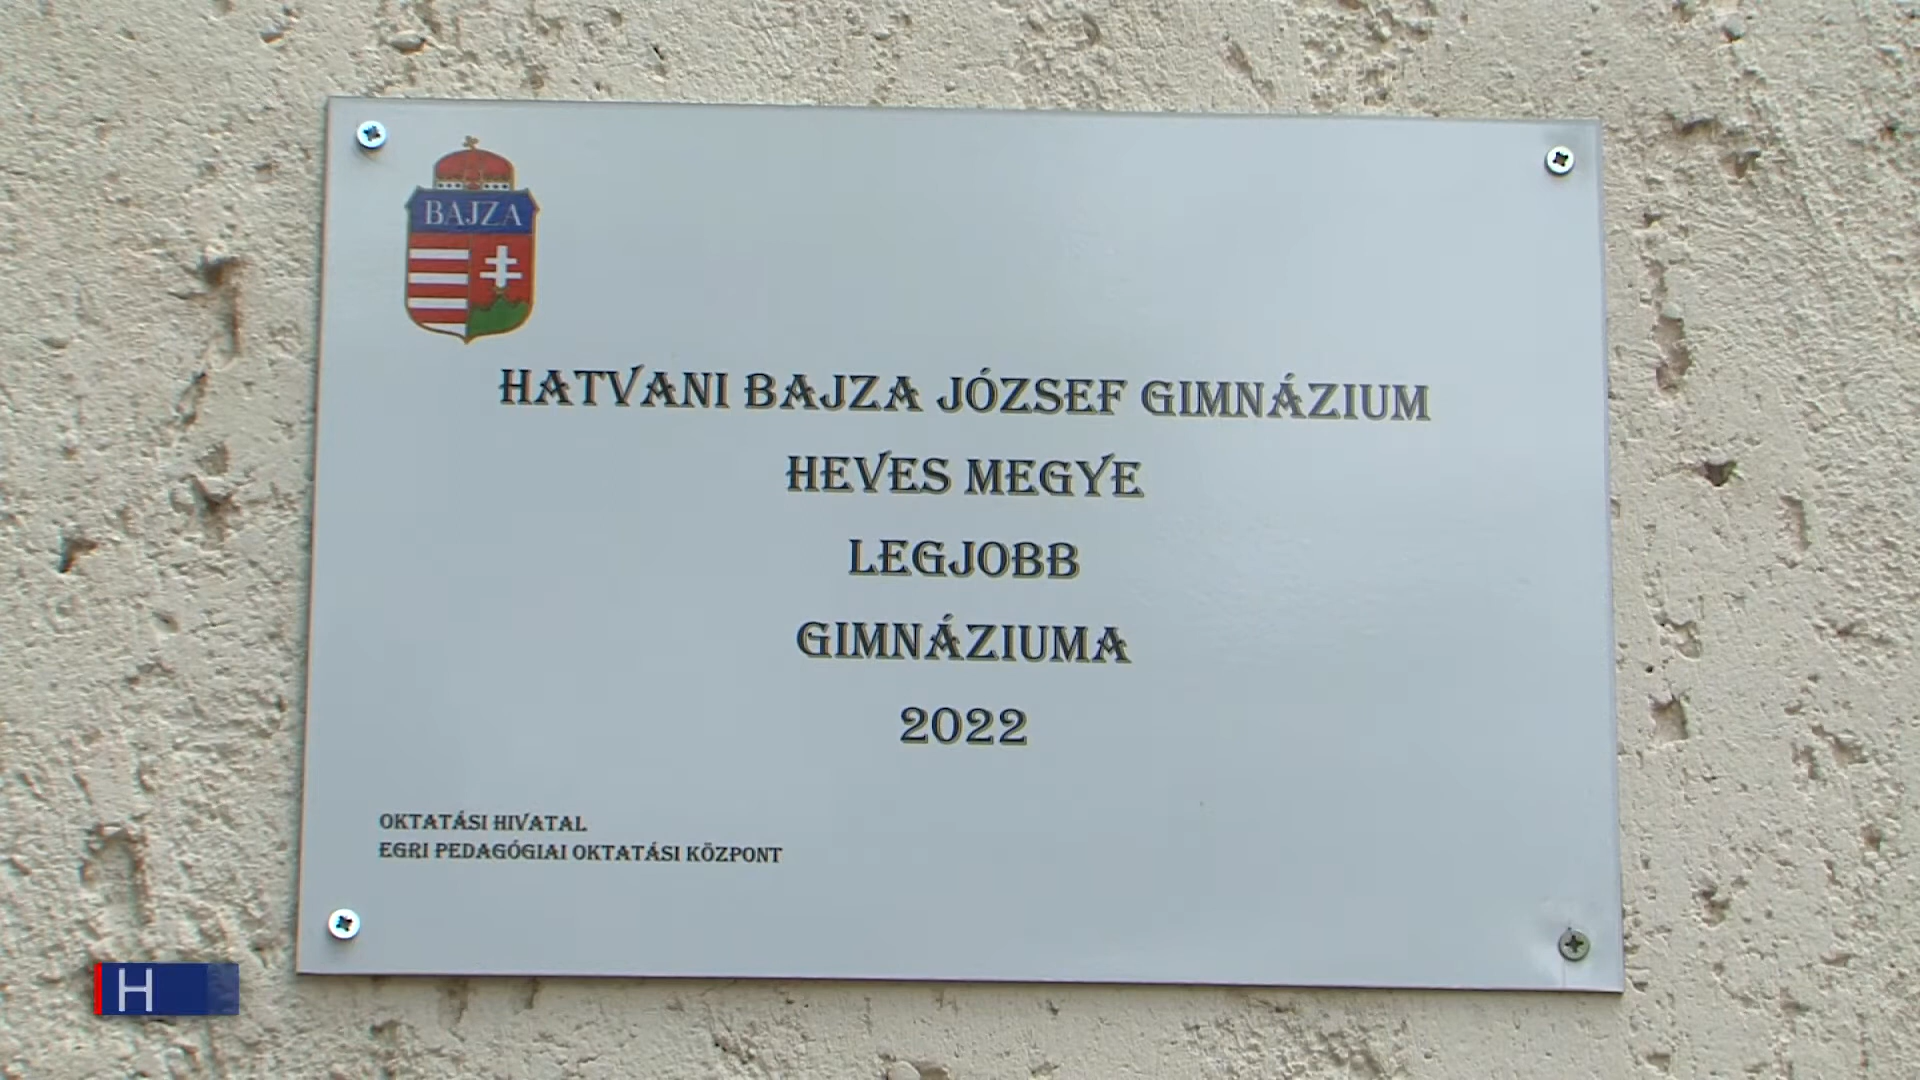 BAJZA
HATVANI BAJZA JÓZSEF GIMNÁZIUM
HEVES MEGYE
LEGJOBB
GIMNÁZIUMA
2022
OKTATÁSI HIVATAL
EGRI PEDAGÓGIAI OKTATÁSI KÖZPONT
H